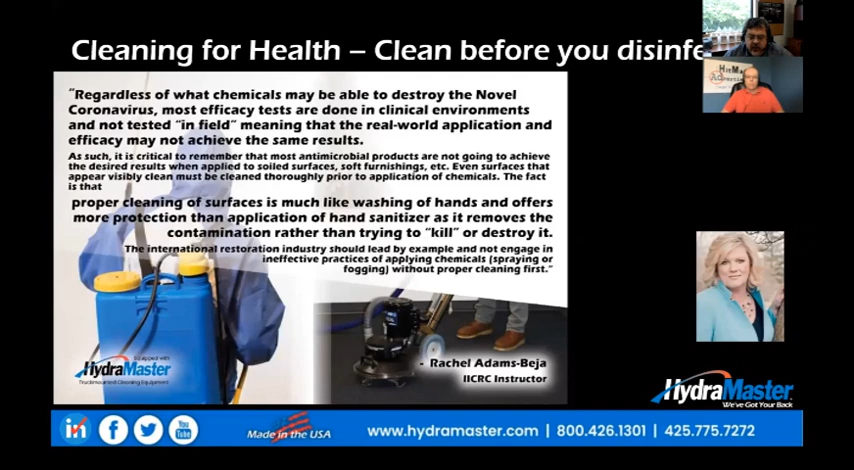 Cleaning for Health – Clean before you disinfe
“Regardless of what chemicals may be able to destroy the Novel
Coronavirus, most efficacy tests are done in clinical environments
and not tested “in field” meaning that the real-world application and
efficacy may not achieve the same results.
As such, it is critical to remember that most antimicrobial products are not going to achieve
the desired results when applied to soiled surfaces, soft furnishings, etc. Even surfaces that
appear visibly clean must be cleaned thoroughly prior to application of chemicals. The fact
is that
proper cleaning of surfaces is much like washing of hands and offers
more protection than application of hand sanitizer as it removes the
contamination rather than trying to “kill” or destroy it.
The international restoration industry should lead by example and not engage in
ineffective practices of applying chemicals (spraying or
fogging) without proper cleaning first.”
- Rachel Adams-Beja
IICRC Instructor
Equipped with
HydraMaster
Truckmounted Cleaning Equipment
HydraMaster
We've Got Your Back
in
f
You
Tube
Made in the USA
www.hydramaster.com | 800.426.1301 | 425.775.7272